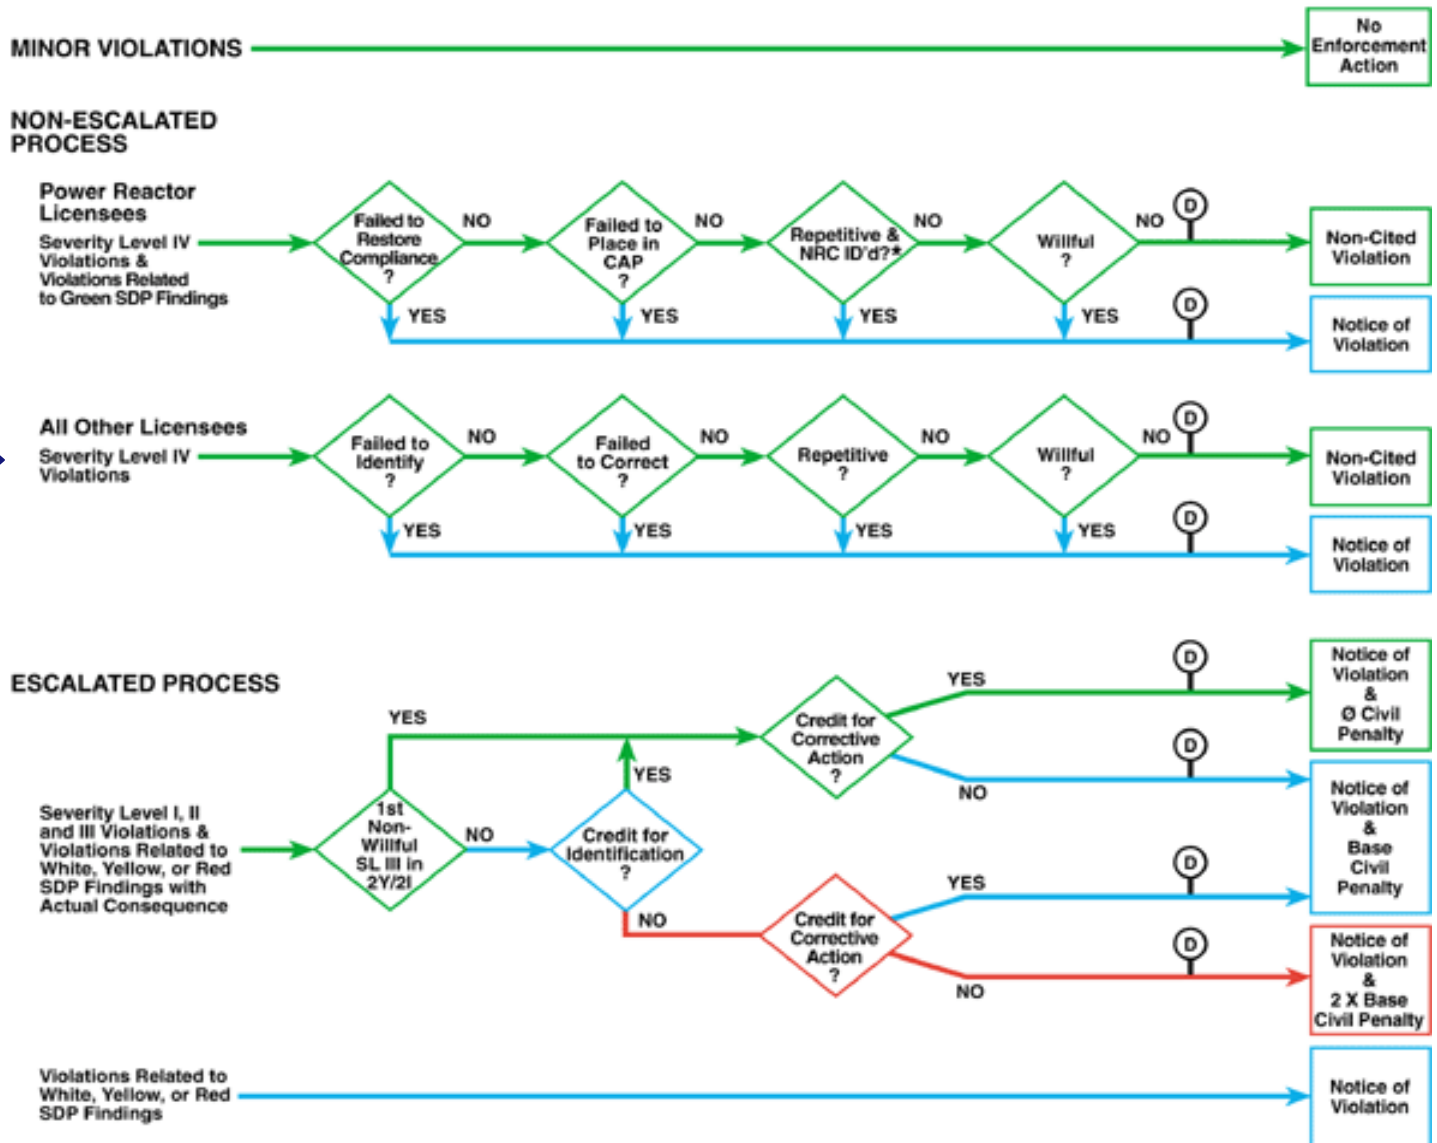 MINOR VIOLATIONS
No
Enforcement
Action
NON-ESCALATED
PROCESS
Power Reactor
Licensees
Severity Level IV
Violations &
Violations Related
to Green SDP Findings
Failed to
Restore
Compliance
?
NO
YES
Failed to
Place in
CAP
?
NO
YES
Repetitive &
NRC ID'd?*
NO
YES
Willful
?
NO
YES
D
D
Non-Cited
Violation
Notice of
Violation
All Other Licensees
Severity Level IV
Violations
Failed to
Identify
?
NO
YES
Failed
to Correct
?
NO
YES
Repetitive
?
NO
YES
Willful
?
NO
YES
D
D
Non-Cited
Violation
Notice of
Violation
ESCALATED PROCESS
Severity Level I, II
and III Violations &
Violations Related to
White, Yellow, or Red
SDP Findings with
Actual Consequence
1st
Non-
Willful
SL III in
2Y/2I
YES
NO
Credit for
Identification
?
YES
NO
Credit for
Corrective
Action
?
YES
NO
D
D
Notice of
Violation
&
Ø Civil
Penalty
Notice of
Violation
&
Base
Civil
Penalty
Credit for
Corrective
Action
?
YES
NO
D
D
Notice of
Violation
&
2 X Base
Civil Penalty
Violations Related to
White, Yellow, or Red
SDP Findings
Notice of
Violation